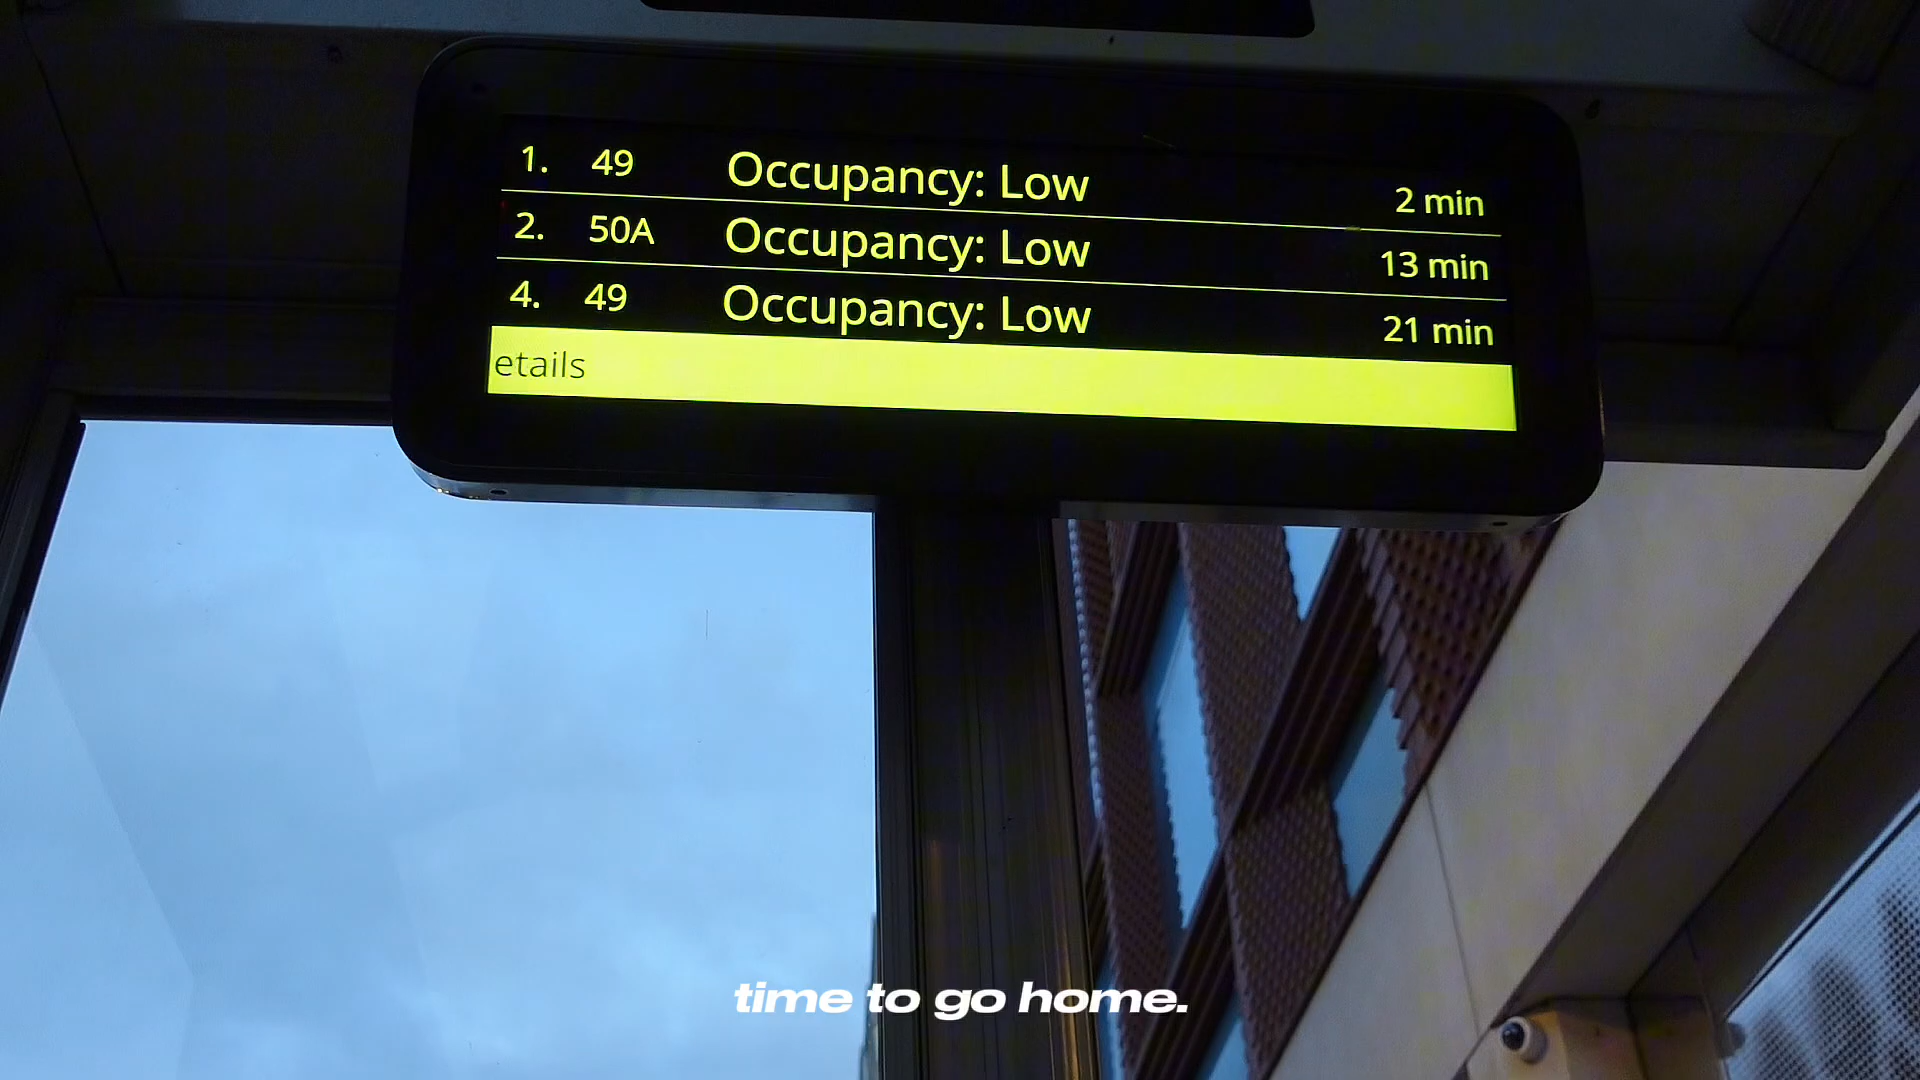 1. 49 Occupancy: Low 2 min
2. 50A Occupancy: Low 13 min
4. 49 Occupancy: Low 21 min
etails
time to go home.